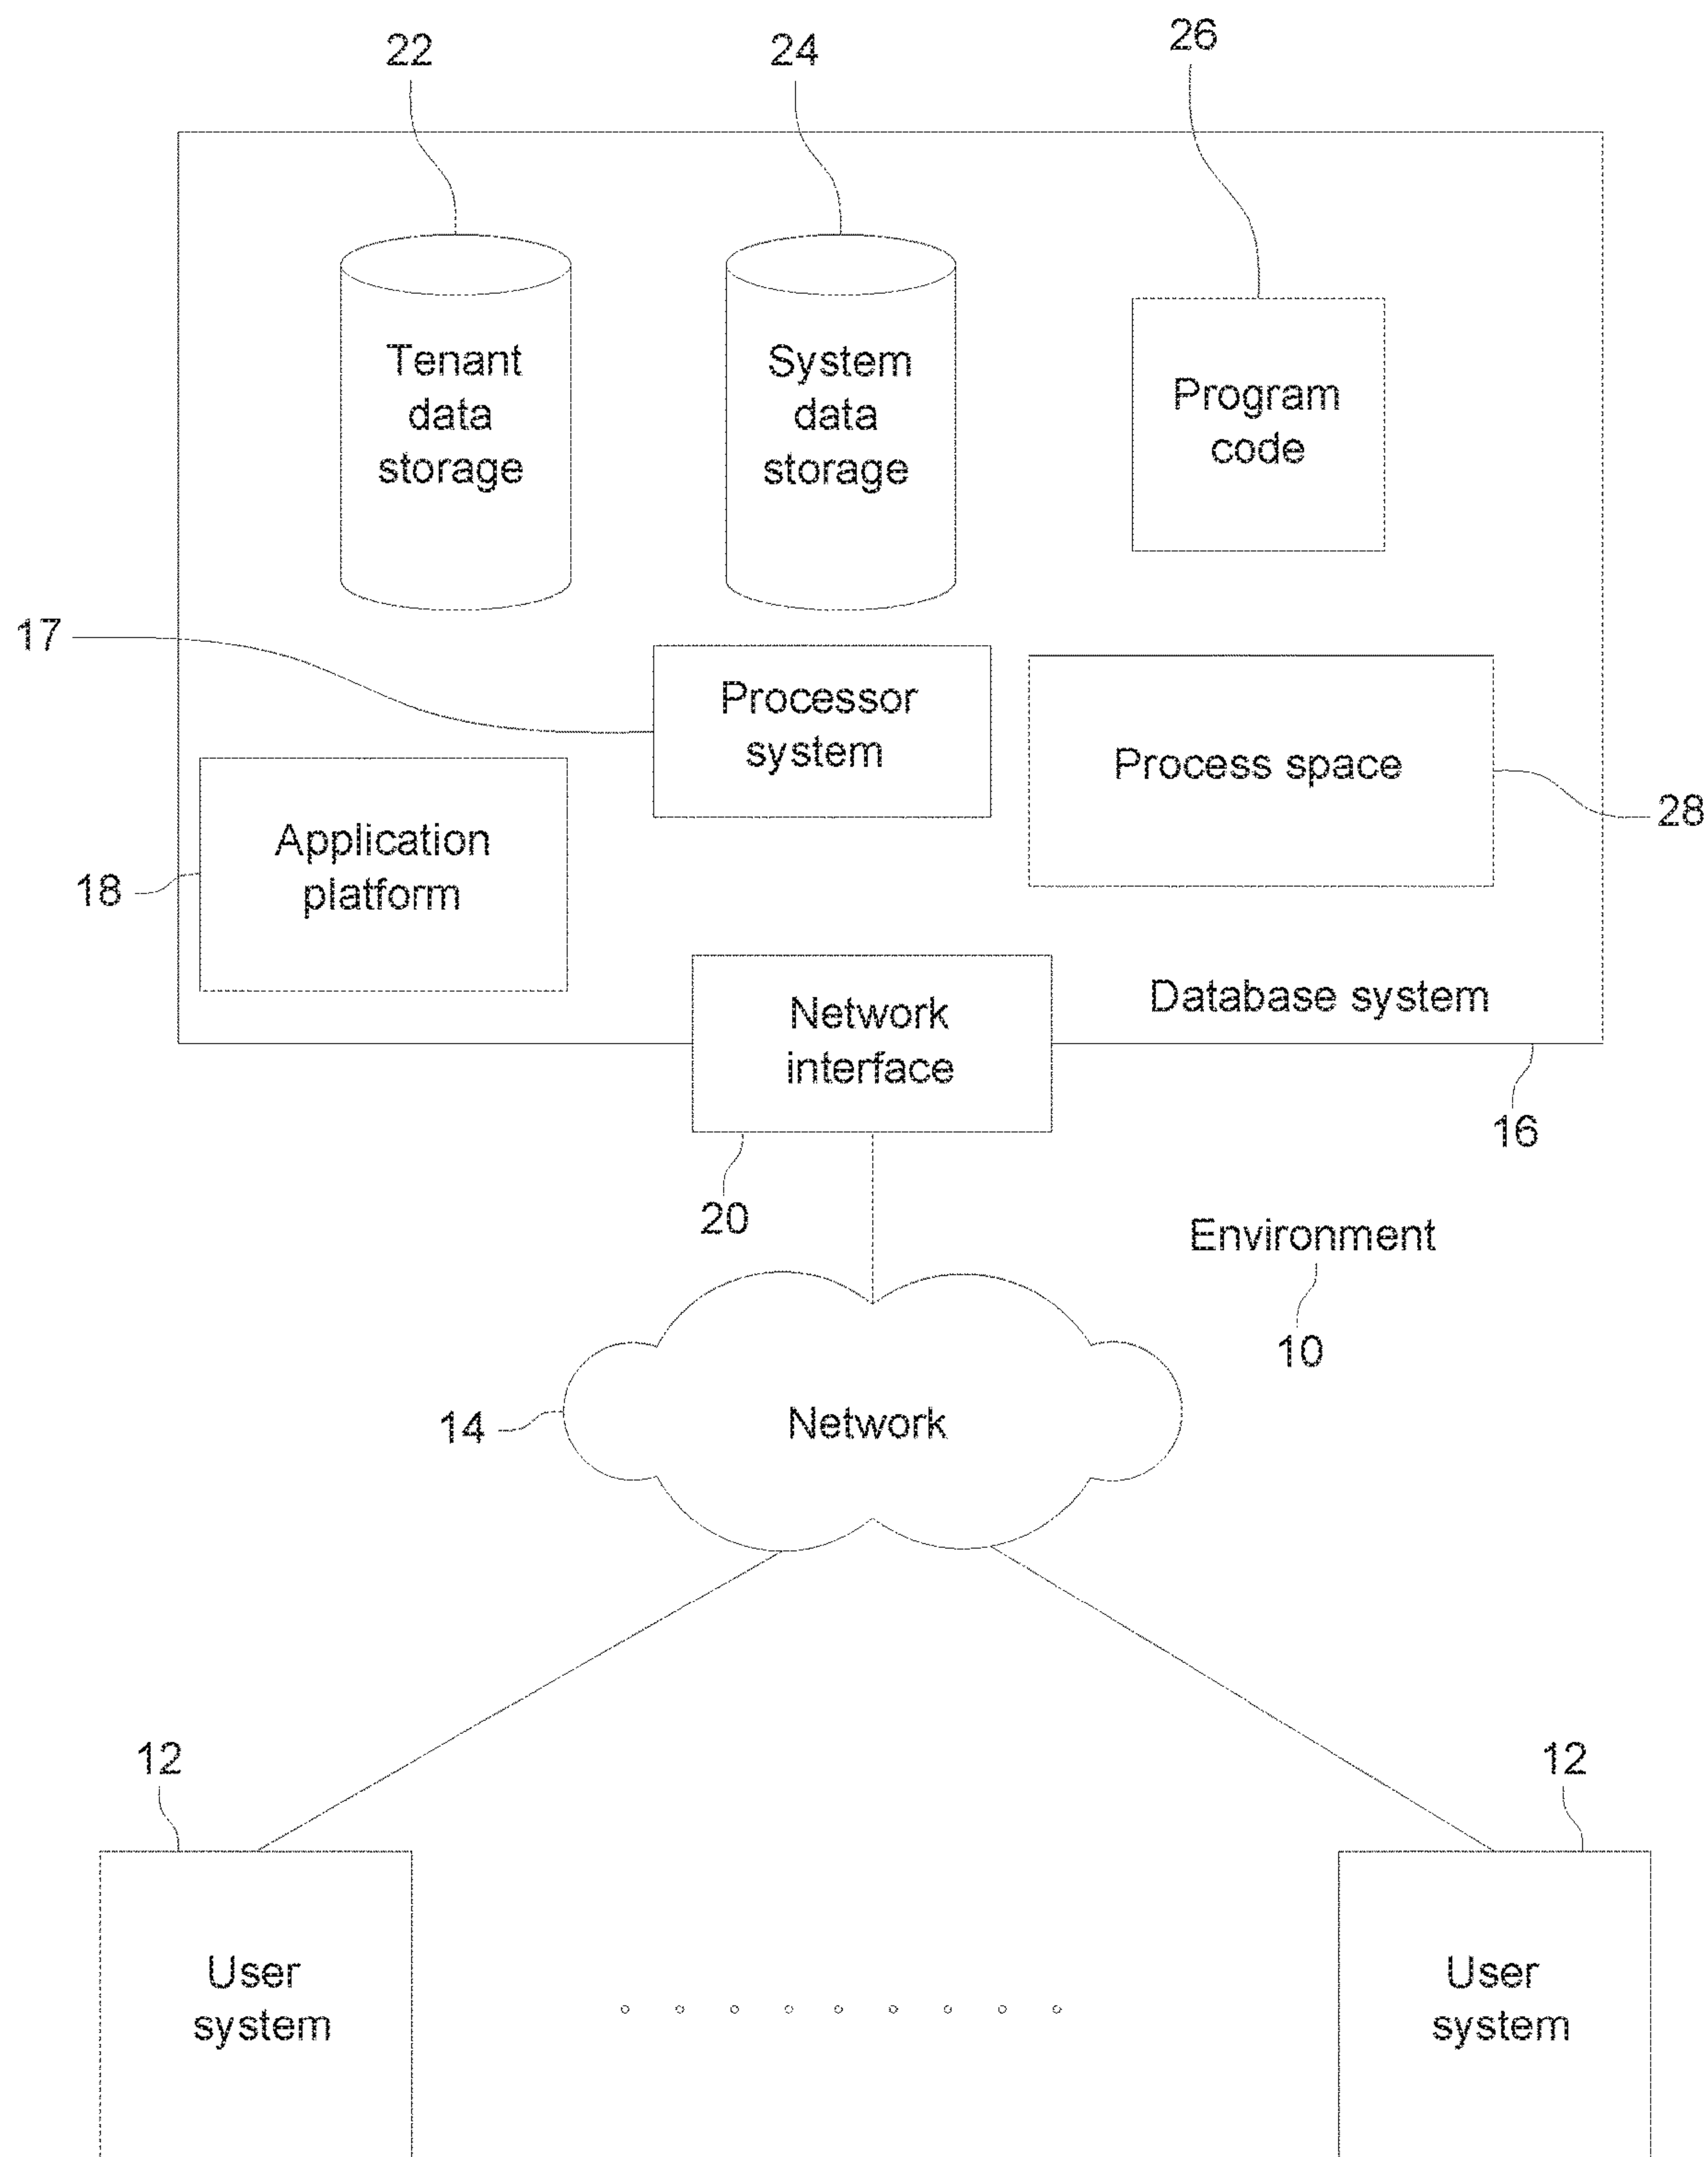 22
24
26
Tenant
data
storage
System
data
storage
Program
code
17
Processor
system
Process space
28
Application
platform
18
Network
interface
Database system
16
20
Environment
10
14
Network
12
12
User
system
User
system